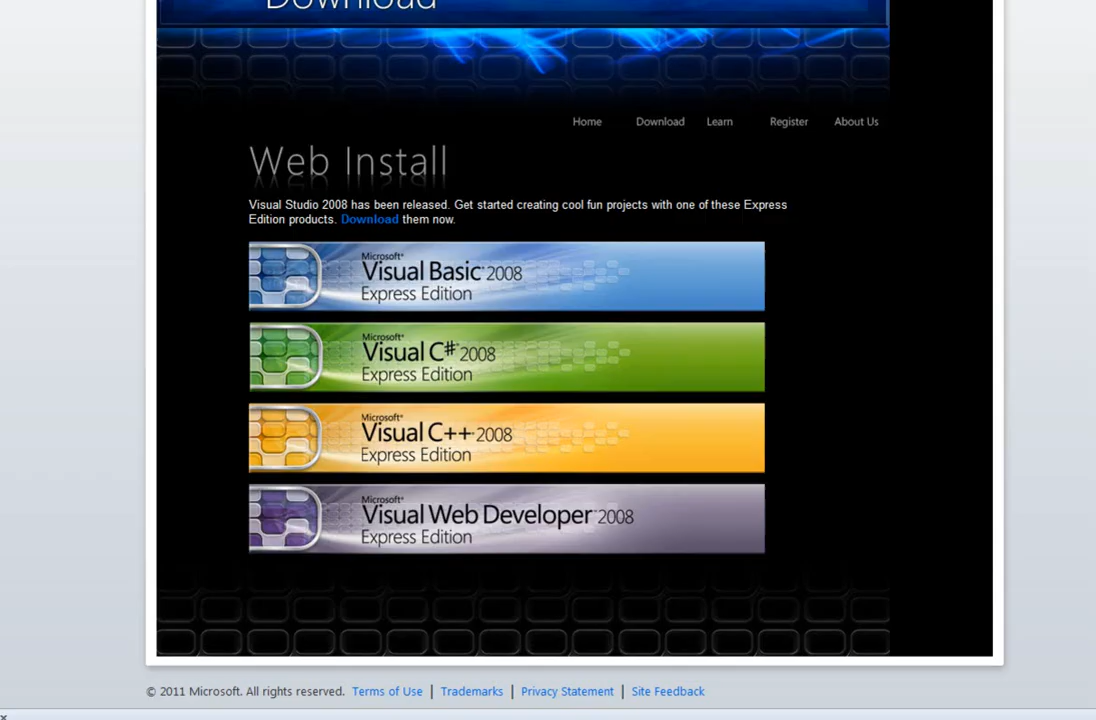 Download
Home Download Learn Register About Us
Web Install
Visual Studio 2008 has been released. Get started creating cool fun projects with one of these Express
Edition products. Download them now.
Microsoft®
Visual Basic® 2008
Express Edition
Microsoft®
Visual C#® 2008
Express Edition
Microsoft®
Visual C++® 2008
Express Edition
Microsoft®
Visual Web Developer™ 2008
Express Edition
© 2011 Microsoft. All rights reserved. Terms of Use | Trademarks | Privacy Statement | Site Feedback